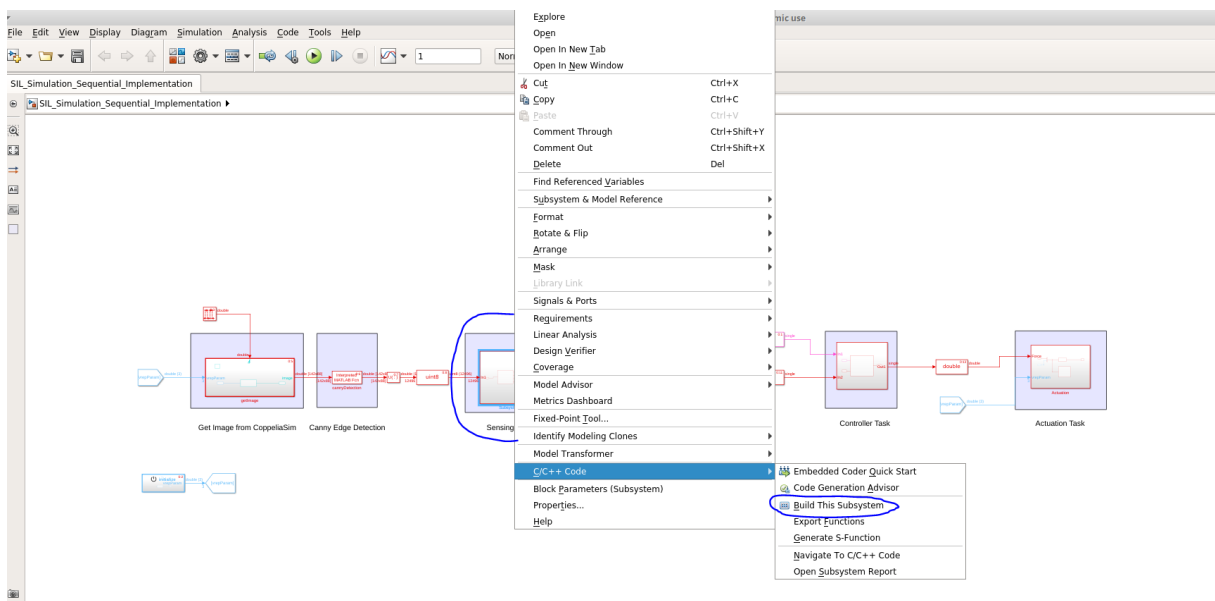 mic use
File Edit View Display Diagram Simulation Analysis Code Tools Help
1
SIL_Simulation_Sequential_Implementation
SIL_Simulation_Sequential_Implementation
Explore
Open
Open In New Tab
Open In New Window
Cut Ctrl+X
Copy Ctrl+C
Paste Ctrl+V
Comment Through Ctrl+Shift+Y
Comment Out Ctrl+Shift+X
Delete Del
Find Referenced Variables
Subsystem & Model Reference
Format
Rotate & Flip
Arrange
Mask
Library Link
Signals & Ports
Requirements
Linear Analysis
Design Verifier
Coverage
Model Advisor
Metrics Dashboard
Fixed-Point Tool...
Identify Modeling Clones
Model Transformer
C/C++ Code
Block Parameters (Subsystem)
Properties...
Help
Embedded Coder Quick Start
Code Generation Advisor
Build This Subsystem
Export Functions
Generate S-Function
Navigate To C/C++ Code
Open Subsystem Report
double
getImage
uint8
double
Actuation
Get Image from CoppeliaSim
Canny Edge Detection
Sensing
Controller Task
Actuation Task